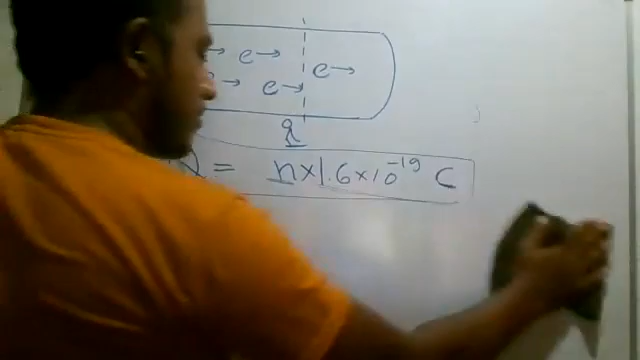 e→ e→
e→ e→
q
= n×1.6×10⁻¹⁹ C